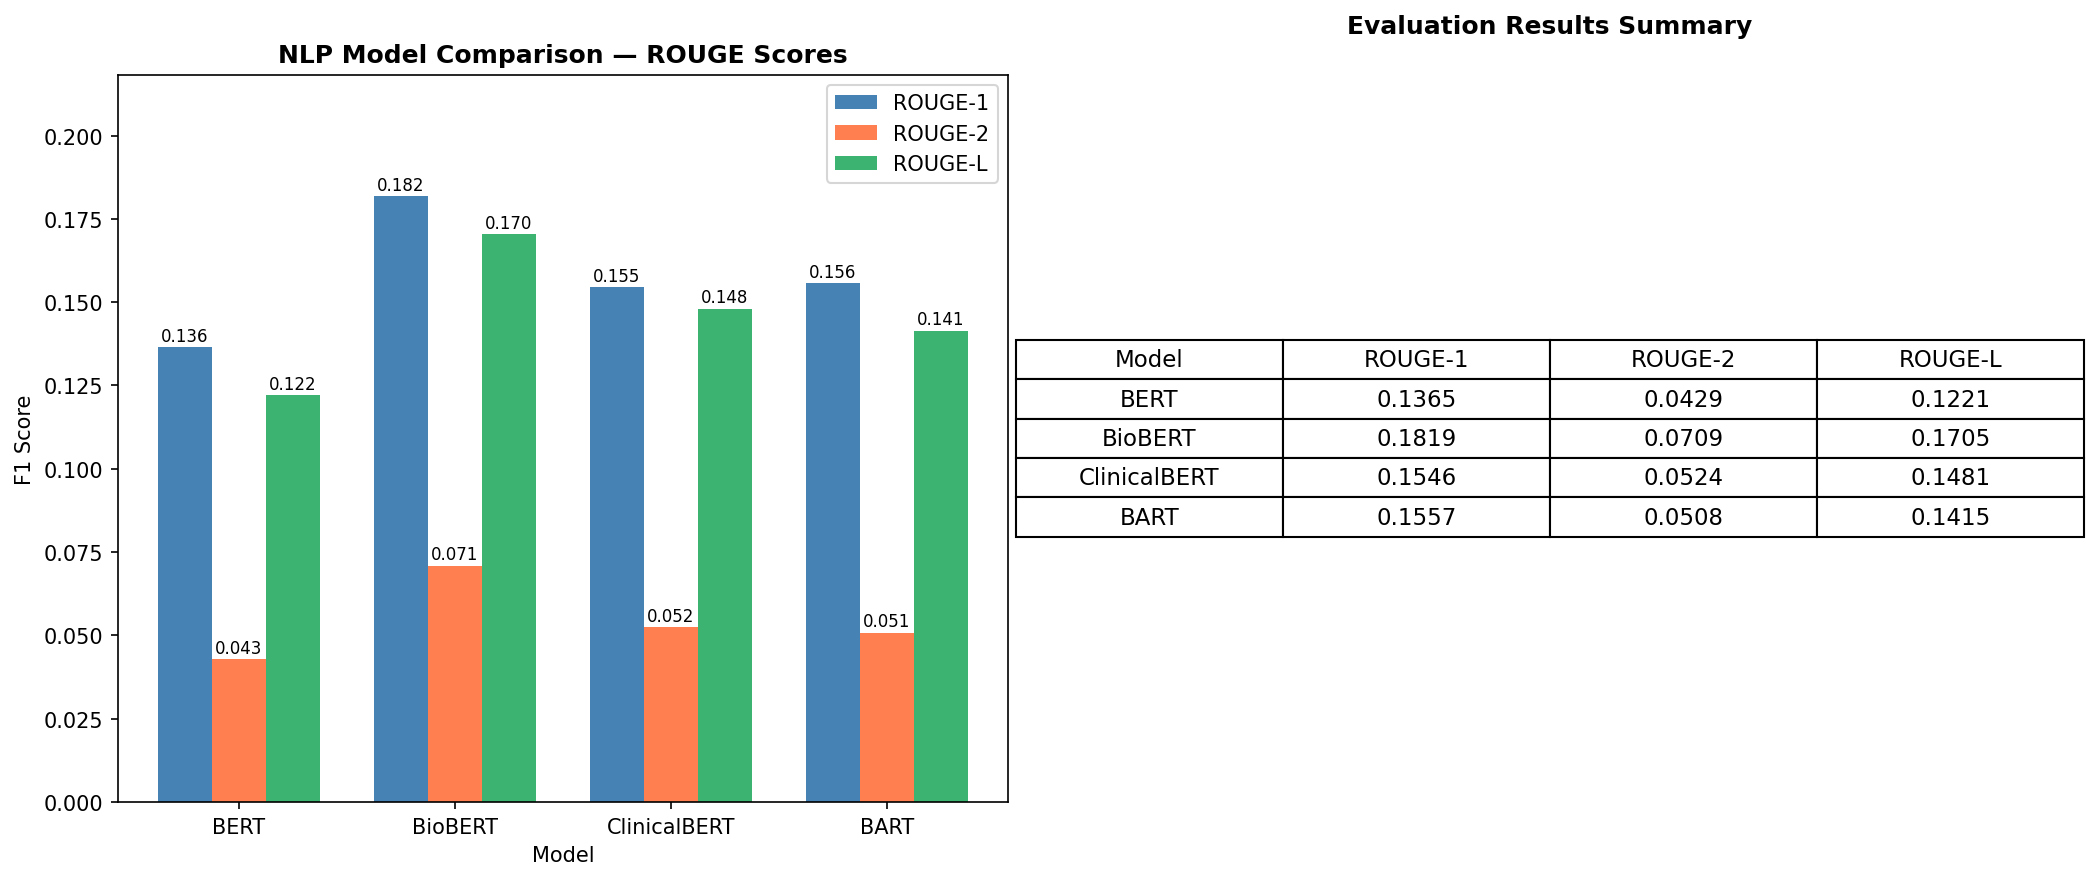 NLP Model Comparison — ROUGE Scores
ROUGE-1
ROUGE-2
ROUGE-L
F1 Score
0.200
0.175
0.150
0.125
0.100
0.075
0.050
0.025
0.000
0.136
0.043
0.122
0.182
0.071
0.170
0.155
0.052
0.148
0.156
0.051
0.141
BERT BioBERT ClinicalBERT BART
Model
Evaluation Results Summary
Model ROUGE-1 ROUGE-2 ROUGE-L
BERT 0.1365 0.0429 0.1221
BioBERT 0.1819 0.0709 0.1705
ClinicalBERT 0.1546 0.0524 0.1481
BART 0.1557 0.0508 0.1415